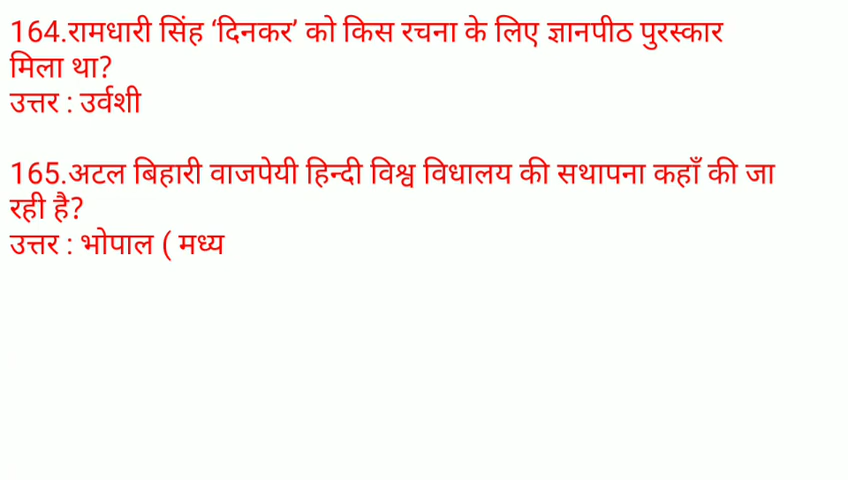 164.रामधारी सिंह ‘दिनकर’ को किस रचना के लिए ज्ञानपीठ पुरस्कार
मिला था?
उत्तर : उर्वशी
165.अटल बिहारी वाजपेयी हिन्दी विश्व विधालय की सथापना कहाँ की जा
रही है?
उत्तर : भोपाल ( मध्य